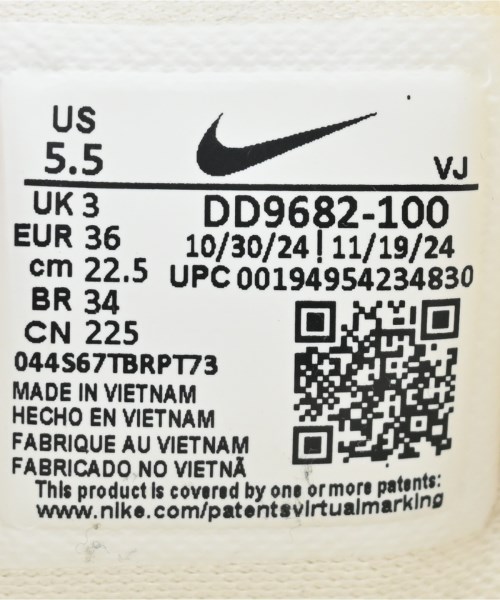 US
5.5
VJ
UK 3
DD9682-100
EUR 36
10/30/24 | 11/19/24
cm 22.5
UPC 00194954234830
BR 34
CN 225
044S67TBRPT73
MADE IN VIETNAM
HECHO EN VIETNAM
FABRIQUE AU VIETNAM
FABRICADO NO VIETNÃ
This product is covered by one or more patents:
www.nike.com/patentsvirtualmarking